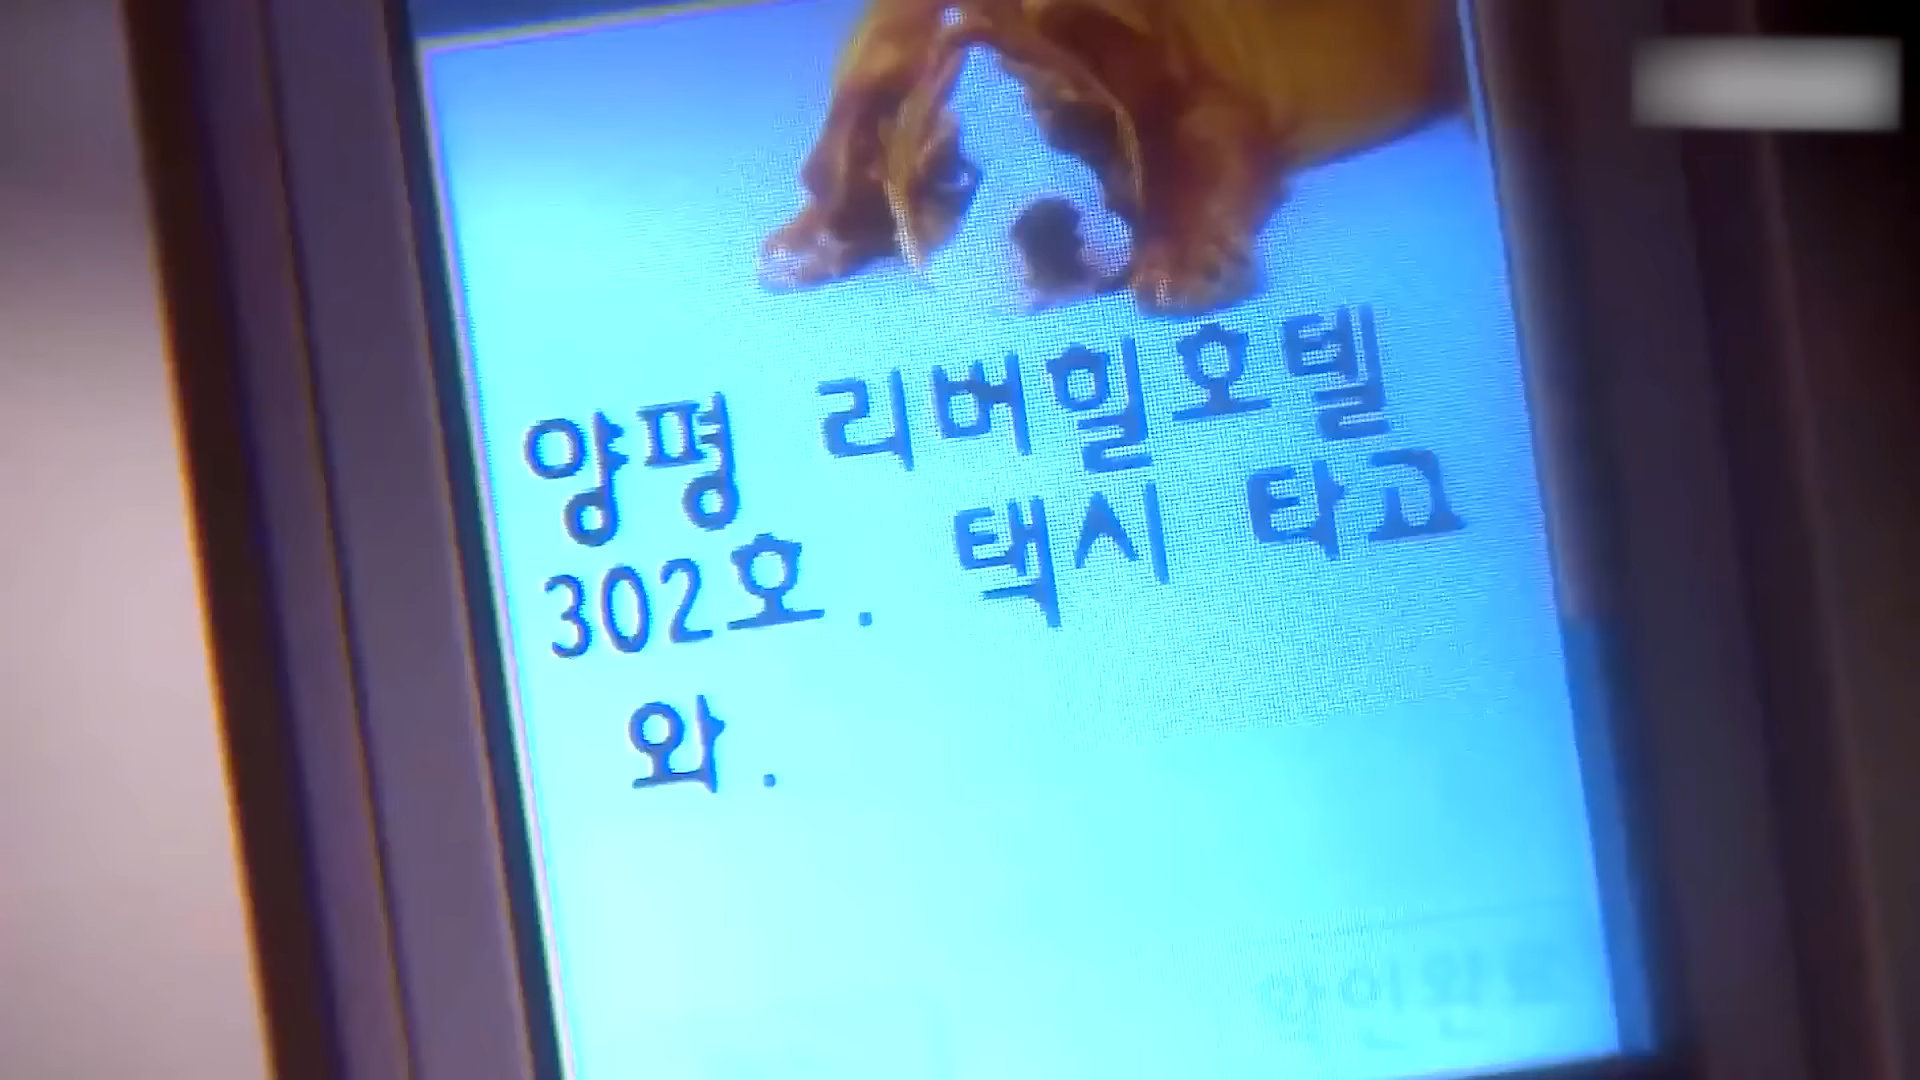 양평 리버힐호텔
302호. 택시 타고
와.